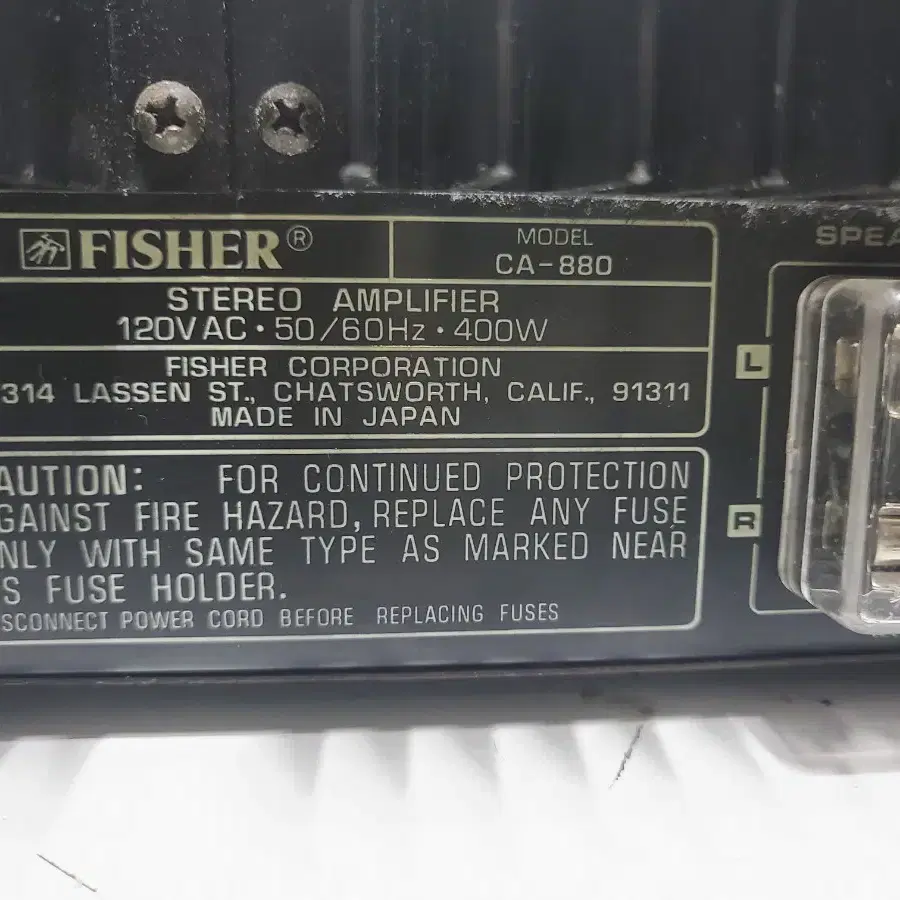 FISHER®
MODEL
CA-880
STEREO AMPLIFIER
120V AC · 50/60Hz · 400W
FISHER CORPORATION
314 LASSEN ST., CHATSWORTH, CALIF., 91311
MADE IN JAPAN
AUTION: FOR CONTINUED PROTECTION
GAINST FIRE HAZARD, REPLACE ANY FUSE
NLY WITH SAME TYPE AS MARKED NEAR
S FUSE HOLDER.
SCONNECT POWER CORD BEFORE REPLACING FUSES
SPEA
L
R